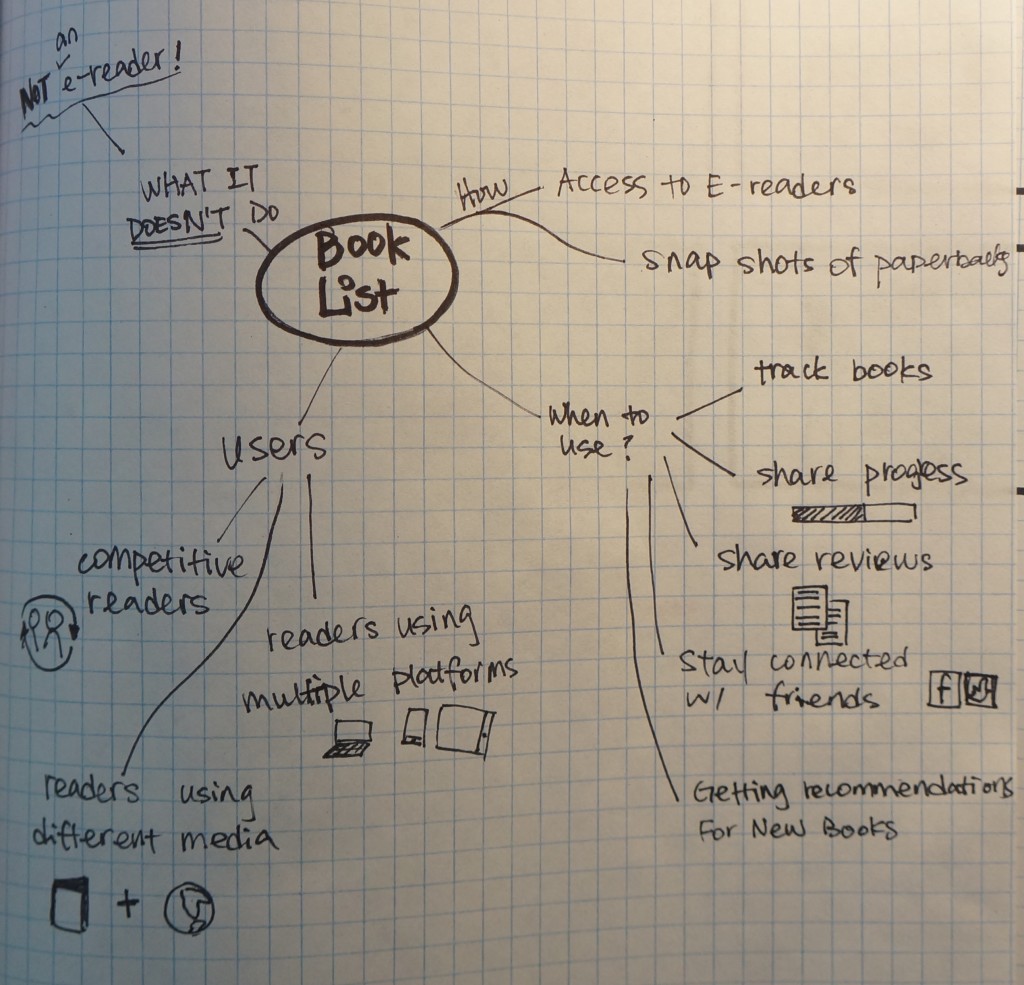 an
NOT e-reader!
WHAT IT
DOESN'T DO
Book
List
How
Access to E-readers
snap shots of paperbacks
users
competitive
readers
readers using
multiple platforms
readers using
different media
+
When to
use?
track books
share progress
share reviews
Stay connected
w/ friends
f
Getting recommendations
For New Books